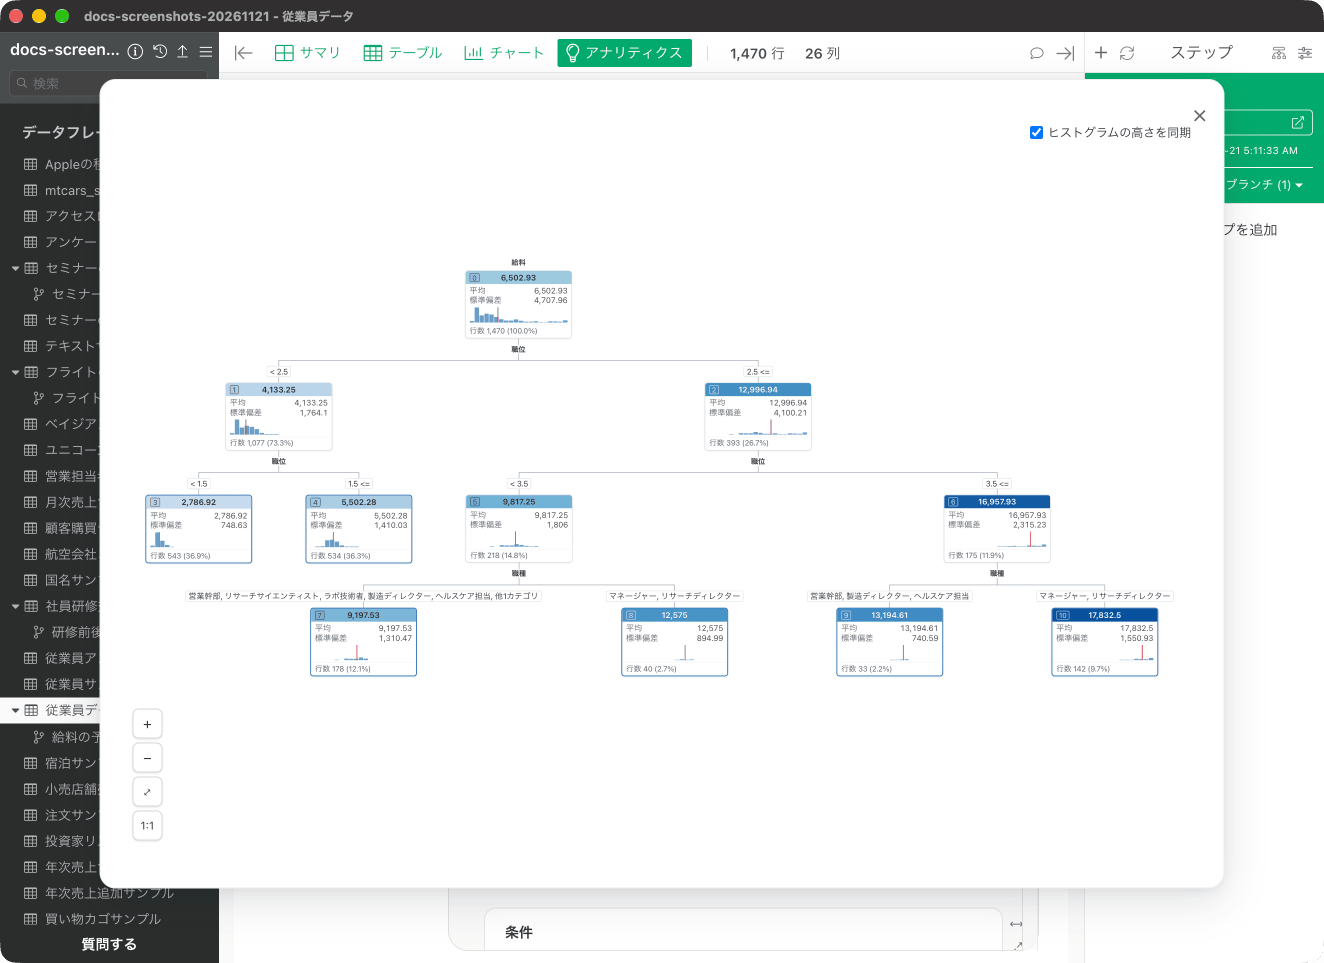 docs-screenshots-20261121 - 従業員データ
docs-screen...
サマリ
テーブル
チャート
アナリティクス
1,470 行
26 列
ステップ
検索
ヒストグラムの高さを同期
-21 5:11:33 AM
ブランチ (1)
プを追加
データフレー
Appleの
mtcars_s
アクセス
アンケー
セミナー
セミナー
セミナー
テキスト
フライト
フライト
ベイジア
ユニコー
営業担当
月次売上
顧客購買
航空会社
国名サン
社員研修
研修前後
従業員ア
従業員サ
従業員デ
給料の予
宿泊サン
小売店舗
注文サン
投資家リ
年次売上
年次売上追加サンプル
買い物カゴサンプル
質問する
給料
0 6,502.93
平均 6,502.93
標準偏差 4,707.96
行数 1,470 (100.0%)
職位
< 2.5
2.5 <=
1 4,133.25
平均 4,133.25
標準偏差 1,764.1
行数 1,077 (73.3%)
職位
2 12,996.94
平均 12,996.94
標準偏差 4,100.21
行数 393 (26.7%)
職位
< 1.5
1.5 <=
< 3.5
3.5 <=
3 2,786.92
平均 2,786.92
標準偏差 748.63
行数 543 (36.9%)
4 5,502.28
平均 5,502.28
標準偏差 1,410.03
行数 534 (36.3%)
5 9,817.25
平均 9,817.25
標準偏差 1,806
行数 218 (14.8%)
職種
6 16,957.93
平均 16,957.93
標準偏差 2,315.23
行数 175 (11.9%)
職種
営業幹部, リサーチサイエンティスト, ラボ技術者, 製造ディレクター, ヘルスケア担当, 他1カテゴリ
マネージャー, リサーチディレクター
営業幹部, 製造ディレクター, ヘルスケア担当
マネージャー, リサーチディレクター
7 9,197.53
平均 9,197.53
標準偏差 1,310.47
行数 178 (12.1%)
8 12,575
平均 12,575
標準偏差 894.99
行数 40 (2.7%)
9 13,194.61
平均 13,194.61
標準偏差 740.59
行数 33 (2.2%)
10 17,832.5
平均 17,832.5
標準偏差 1,550.93
行数 142 (9.7%)
+
−
1:1
条件